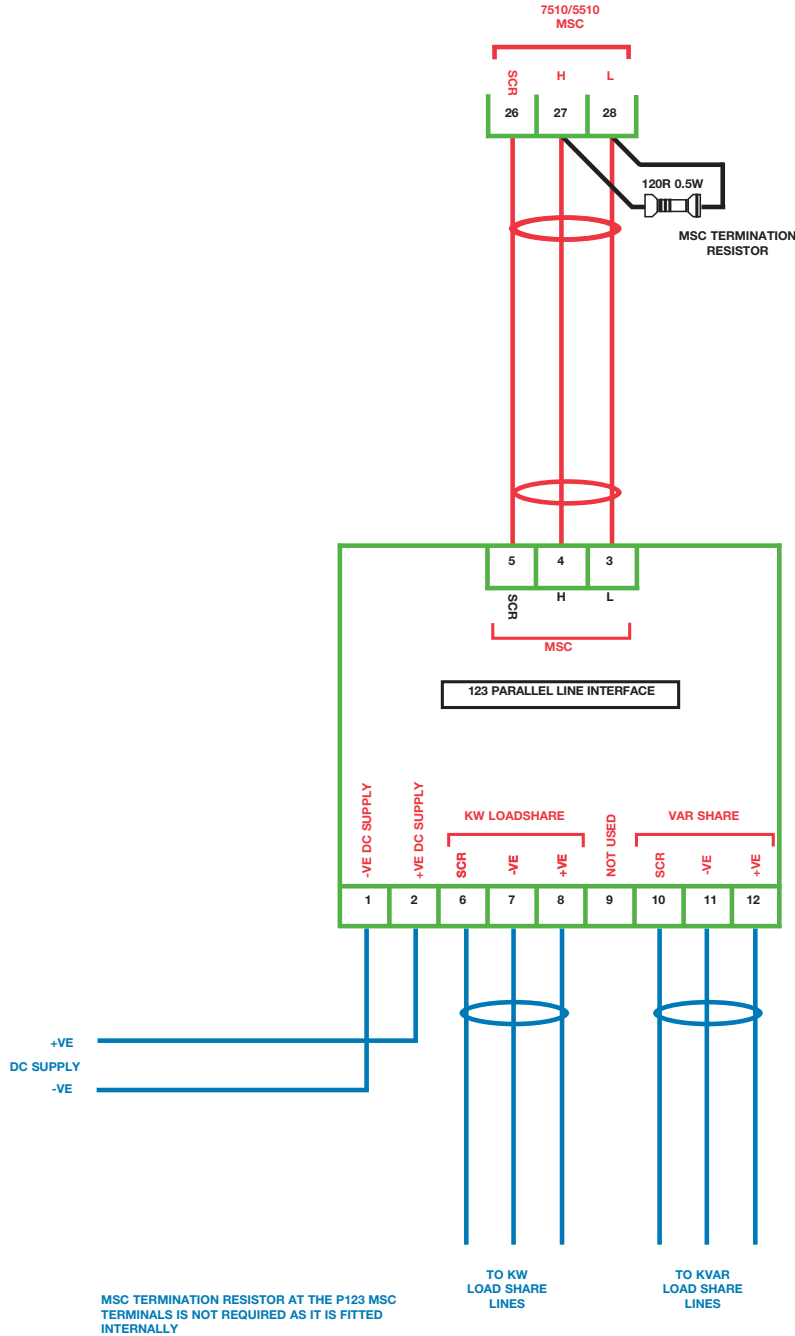 7510/5510
MSC
SCR H L
26 27 28
120R 0.5W
MSC TERMINATION
RESISTOR
5 4 3
SCR H L
MSC
123 PARALLEL LINE INTERFACE
-VE DC SUPPLY
+VE DC SUPPLY
KW LOADSHARE
SCR -VE +VE
NOT USED
VAR SHARE
SCR -VE +VE
1 2 6 7 8 9 10 11 12
+VE
DC SUPPLY
-VE
TO KW
LOAD SHARE
LINES
TO KVAR
LOAD SHARE
LINES
MSC TERMINATION RESISTOR AT THE P123 MSC
TERMINALS IS NOT REQUIRED AS IT IS FITTED
INTERNALLY